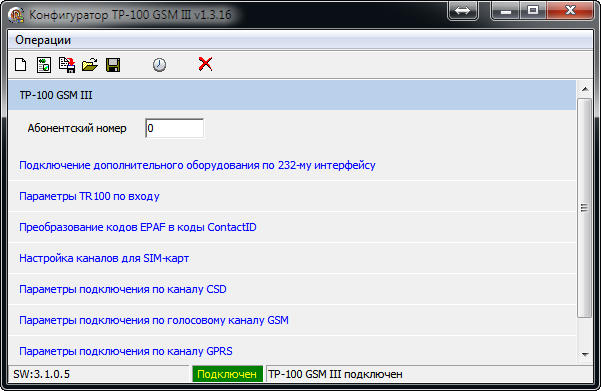 Конфигуратор ТР-100 GSM III v1.3.16
Операции
ТР-100 GSM III
Абонентский номер 0
Подключение дополнительного оборудования по 232-му интерфейсу
Параметры TR100 по входу
Преобразование кодов EPAF в коды ContactID
Настройка каналов для SIM-карт
Параметры подключения по каналу CSD
Параметры подключения по голосовому каналу GSM
Параметры подключения по каналу GPRS
SW:3.1.0.5 Подключен ТР-100 GSM III подключен